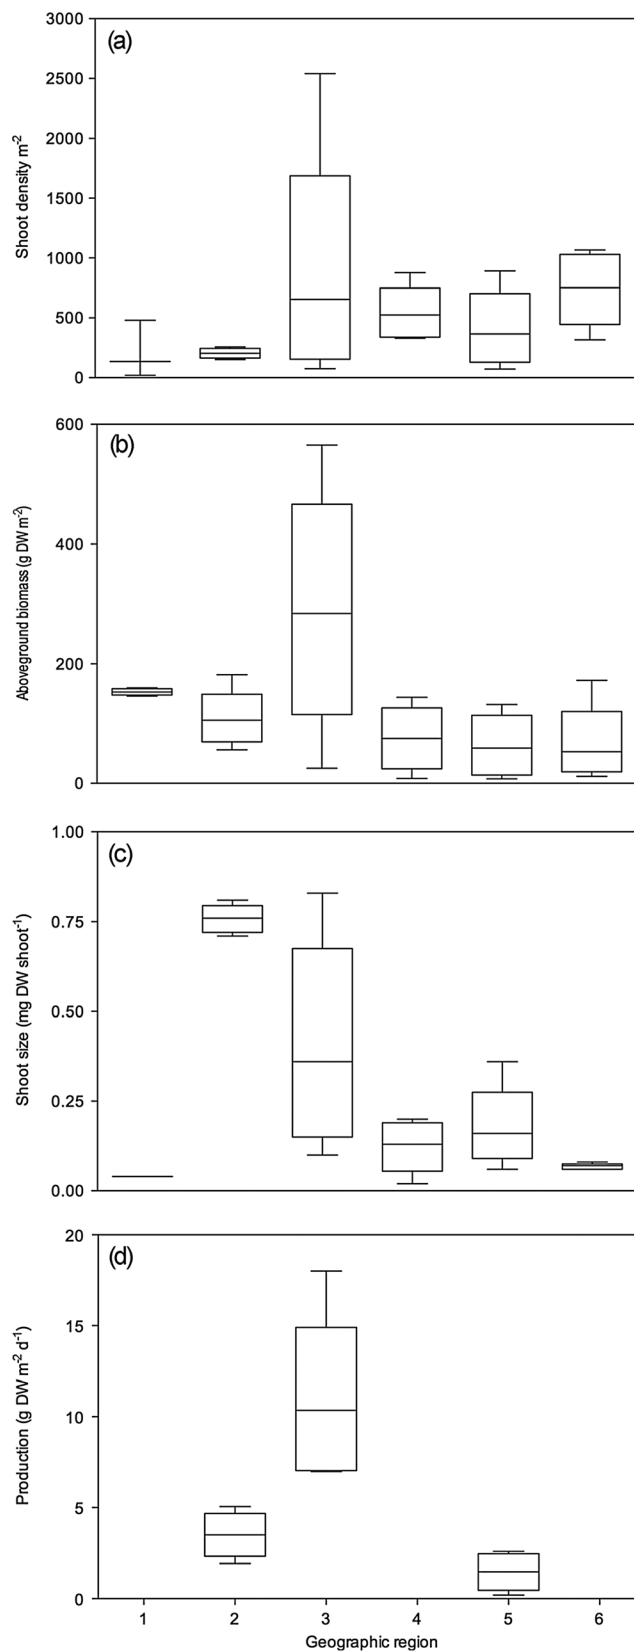 (a)
3000
2500
2000
1500
1000
500
0
Shoot density m⁻²
(b)
600
400
200
0
Aboveground biomass (g DW m⁻²)
(c)
1.00
0.75
0.50
0.25
0.00
Shoot size (mg DW shoot⁻¹)
(d)
20
15
10
5
0
Production (g DW m⁻² d⁻¹)
1 2 3 4 5 6
Geographic region